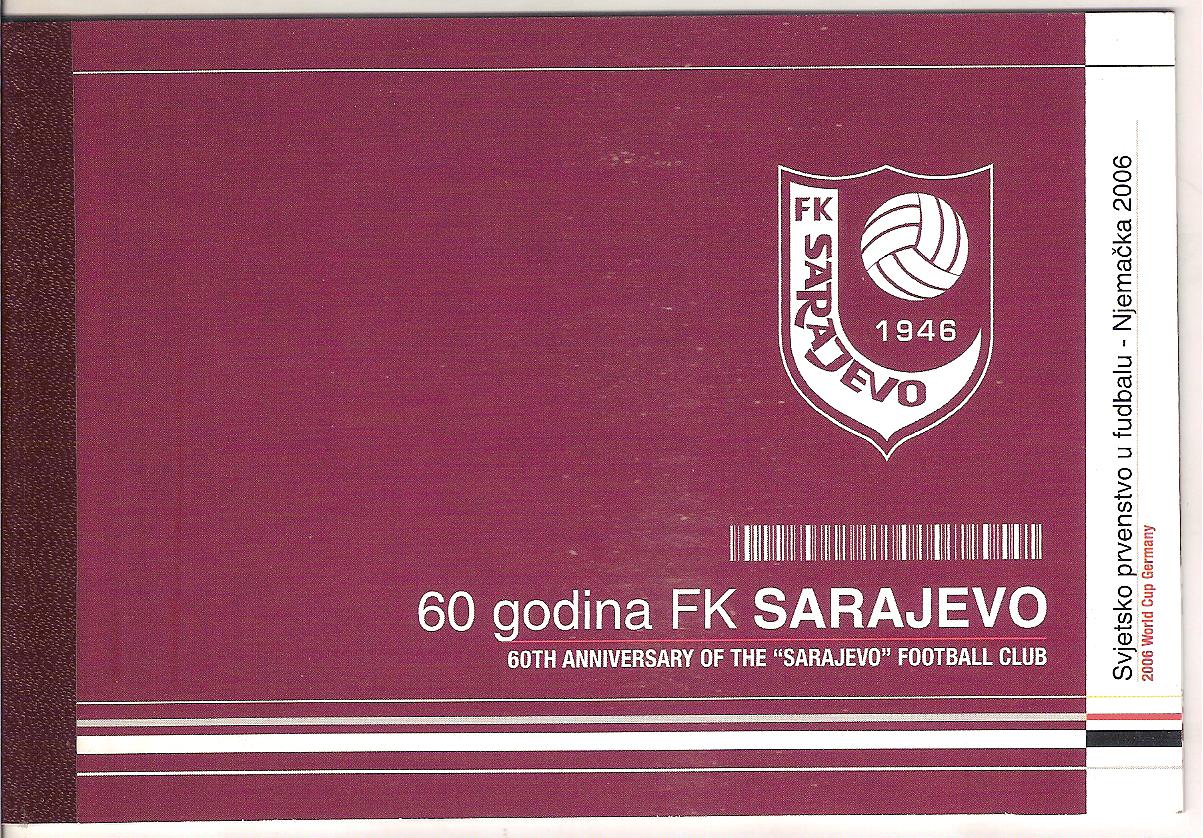 FK
SARAJEVO
1946
60 godina FK SARAJEVO
60TH ANNIVERSARY OF THE “SARAJEVO” FOOTBALL CLUB
Svjetsko prvenstvo u fudbalu - Njemačka 2006
2006 World Cup Germany